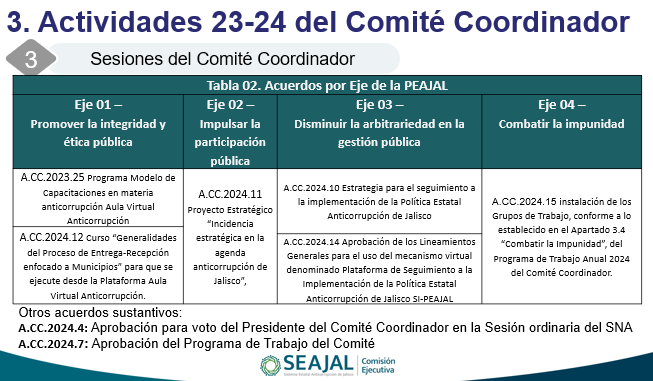 3. Actividades 23-24 del Comité Coordinador
3
Sesiones del Comité Coordinador
Tabla 02. Acuerdos por Eje de la PEAJAL
Eje 01 –
Promover la integridad y
ética pública
Eje 02 –
Impulsar la
participación
pública
Eje 03 –
Disminuir la arbitrariedad en la
gestión pública
Eje 04 –
Combatir la impunidad
A.CC.2023.25 Programa Modelo de
Capacitaciones en materia
anticorrupción Aula Virtual
Anticorrupción
A.CC.2024.12 Curso “Generalidades
del Proceso de Entrega-Recepción
enfocado a Municipios” para que se
ejecute desde la Plataforma Aula
Virtual Anticorrupción.
A.CC.2024.11
Proyecto Estratégico
“Incidencia
estratégica en la
agenda
anticorrupción de
Jalisco”,
A.CC.2024.10 Estrategia para el seguimiento a
la implementación de la Política Estatal
Anticorrupción de Jalisco
A.CC.2024.14 Aprobación de los Lineamientos
Generales para el uso del mecanismo virtual
denominado Plataforma de Seguimiento a la
Implementación de la Política Estatal
Anticorrupción de Jalisco SI-PEAJAL
A.CC.2024.15 instalación de los
Grupos de Trabajo, conforme a lo
establecido en el Apartado 3.4
“Combatir la Impunidad”, del
Programa de Trabajo Anual 2024
del Comité Coordinador.
Otros acuerdos sustantivos:
A.CC.2024.4: Aprobación para voto del Presidente del Comité Coordinador en la Sesión ordinaria del SNA
A.CC.2024.7: Aprobación del Programa de Trabajo del Comité
SEAJAL
Sistema Estatal Anticorrupción de Jalisco
Comisión
Ejecutiva